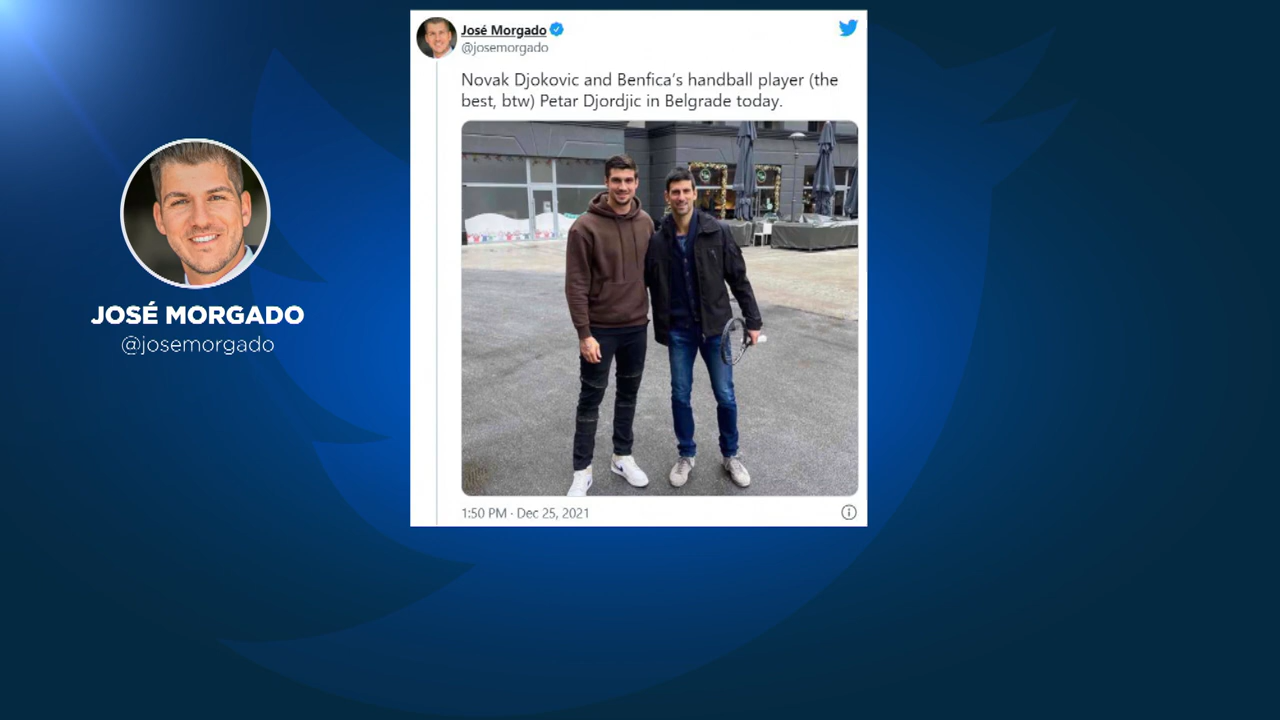 José Morgado
@josemorgado
Novak Djokovic and Benfica's handball player (the
best, btw) Petar Djordjic in Belgrade today.
JOSÉ MORGADO
@josemorgado
1:50 PM · Dec 25, 2021